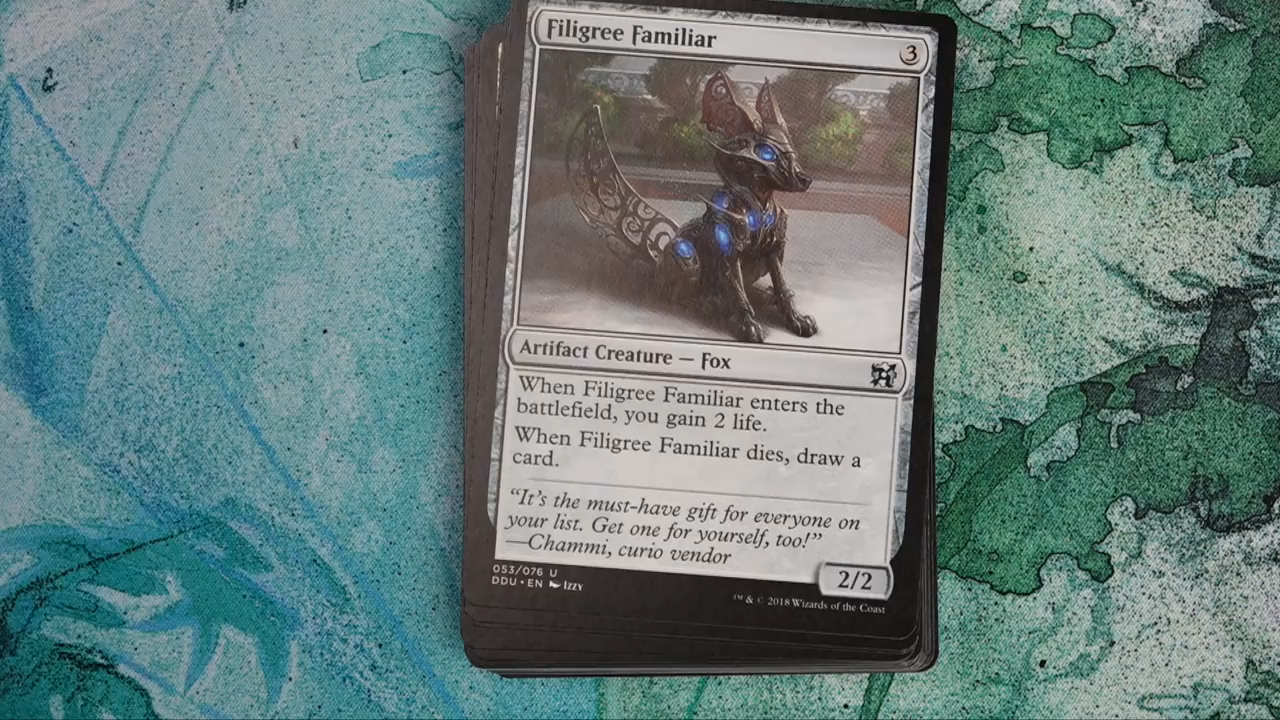 Filigree Familiar
3
Artifact Creature — Fox
When Filigree Familiar enters the
battlefield, you gain 2 life.
When Filigree Familiar dies, draw a
card.
"It's the must-have gift for everyone on
your list. Get one for yourself, too!"
—Chammi, curio vendor
2/2
053/076 U
DDU • EN Izzy
™ & © 2018 Wizards of the Coast